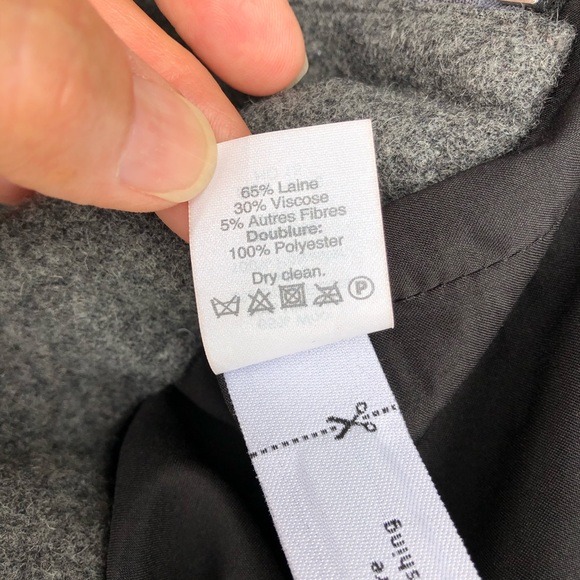 65% Laine
30% Viscose
5% Autres Fibres
Doublure:
100% Polyester
Dry clean.
P